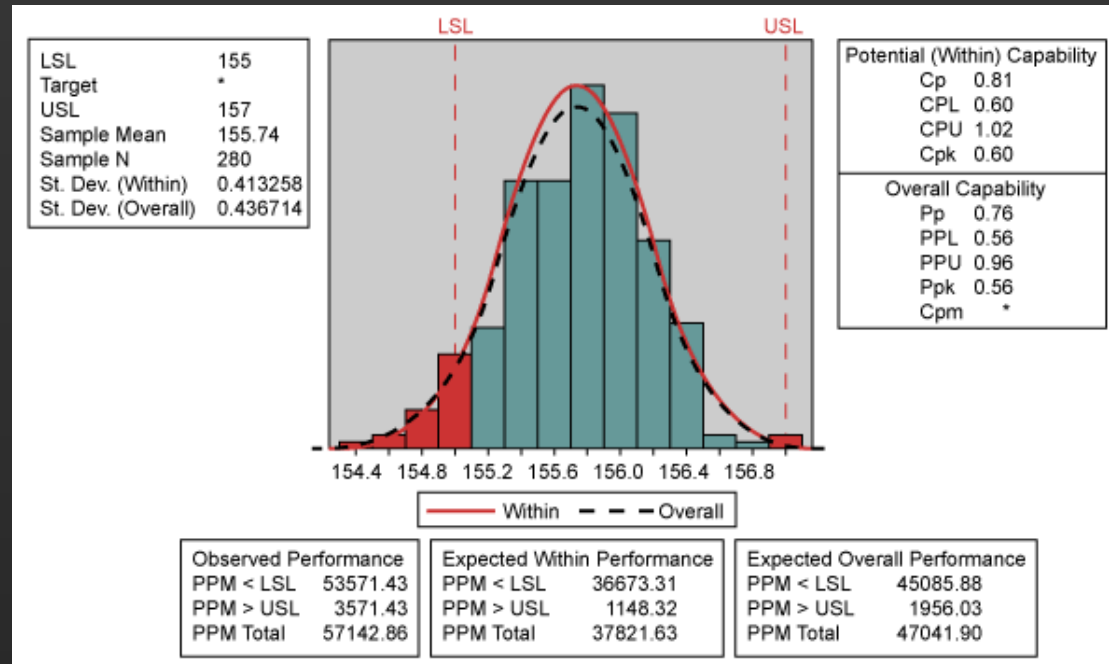 LSL USL
LSL 155
Target *
USL 157
Sample Mean 155.74
Sample N 280
St. Dev. (Within) 0.413258
St. Dev. (Overall) 0.436714
Potential (Within) Capability
Cp 0.81
CPL 0.60
CPU 1.02
Cpk 0.60
Overall Capability
Pp 0.76
PPL 0.56
PPU 0.96
Ppk 0.56
Cpm *
154.4 154.8 155.2 155.6 156.0 156.4 156.8
Within Overall
Observed Performance
PPM < LSL 53571.43
PPM > USL 3571.43
PPM Total 57142.86
Expected Within Performance
PPM < LSL 36673.31
PPM > USL 1148.32
PPM Total 37821.63
Expected Overall Performance
PPM < LSL 45085.88
PPM > USL 1956.03
PPM Total 47041.90